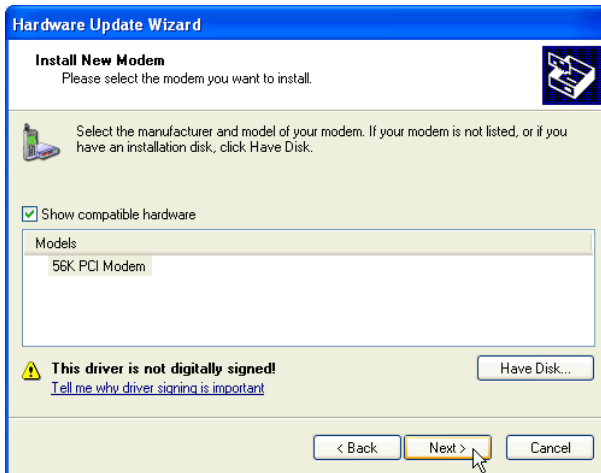 Hardware Update Wizard
Install New Modem
Please select the modem you want to install.
Select the manufacturer and model of your modem. If your modem is not listed, or if you
have an installation disk, click Have Disk.
Show compatible hardware
Models
56K PCI Modem
This driver is not digitally signed!
Tell me why driver signing is important
Have Disk...
< Back
Next >
Cancel